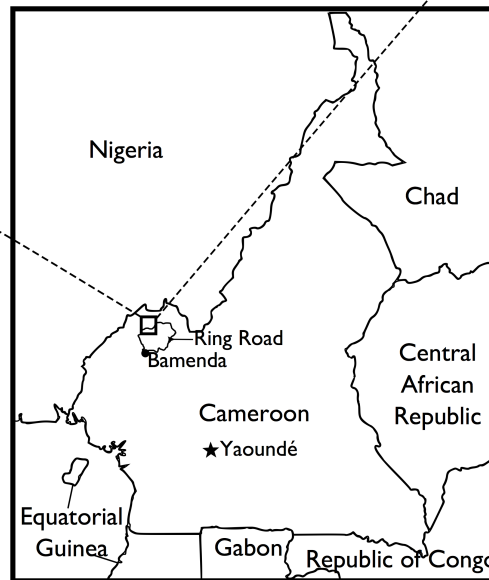 Nigeria
Chad
Ring Road
Bamenda
Central
African
Republic
Cameroon
Yaoundé
Equatorial
Guinea
Gabon
Republic of Congo